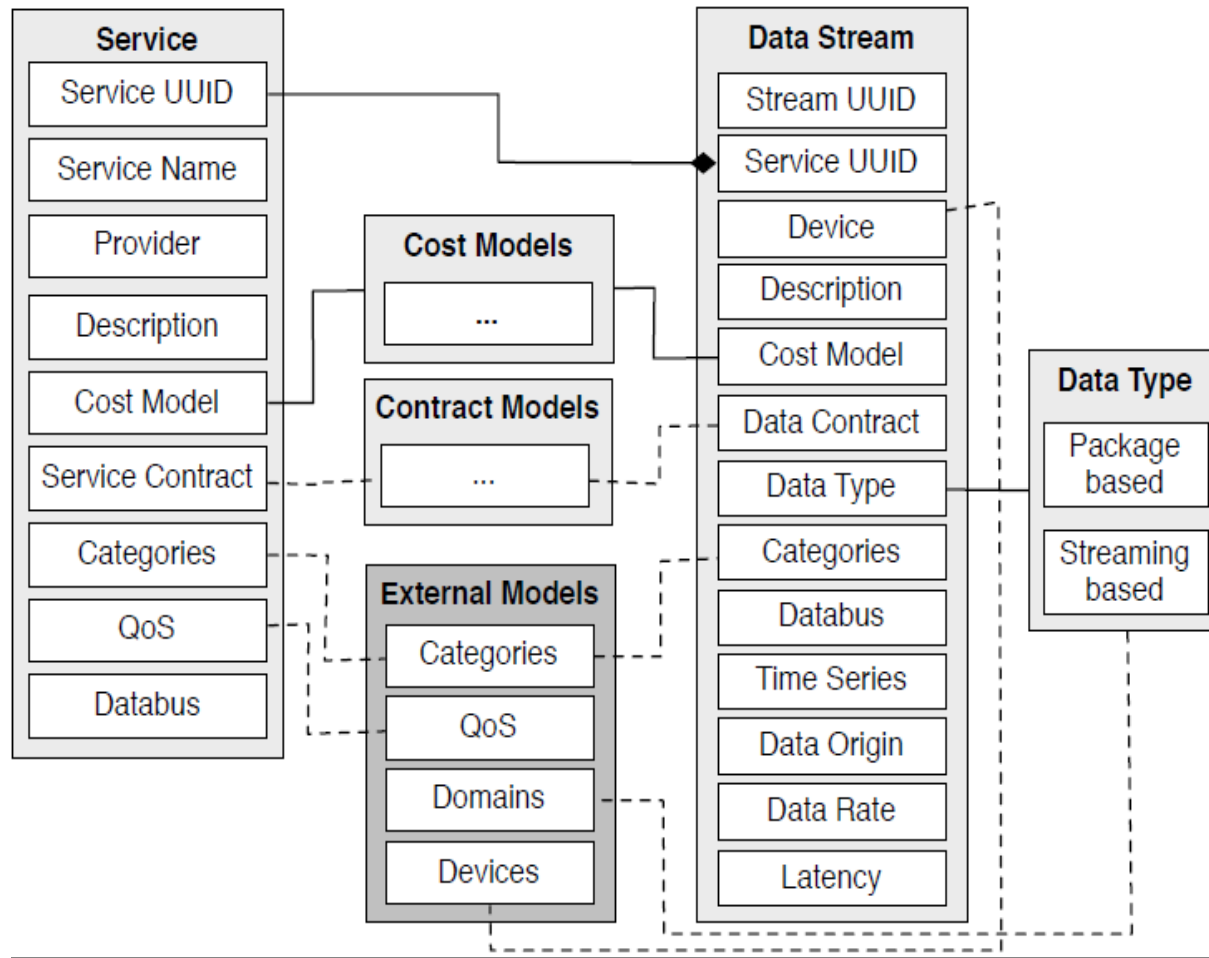 Service
Service UUID
Service Name
Provider
Description
Cost Model
Service Contract
Categories
QoS
Databus
Cost Models
...
Contract Models
...
External Models
Categories
QoS
Domains
Devices
Data Stream
Stream UUID
Service UUID
Device
Description
Cost Model
Data Contract
Data Type
Categories
Databus
Time Series
Data Origin
Data Rate
Latency
Data Type
Package
based
Streaming
based